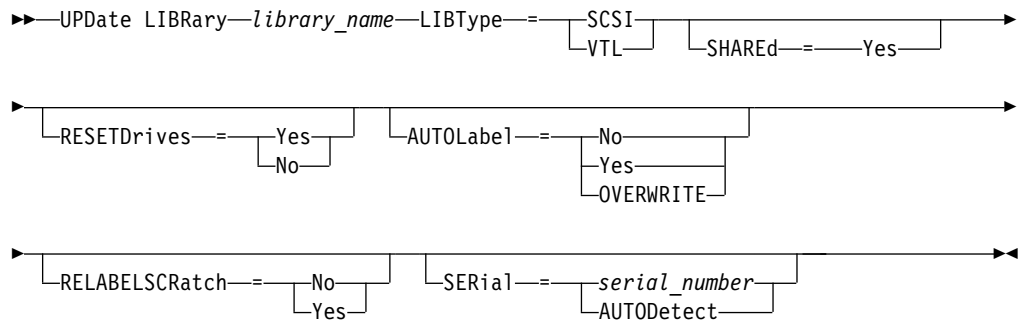 UPDate LIBRary library_name LIBType = SCSI
VTL SHAREd = Yes
RESETDrives = Yes
No
AUTOLabel = No
Yes
OVERWRITE
RELABELSCRatch = No
Yes
SERial = serial_number
AUTODetect